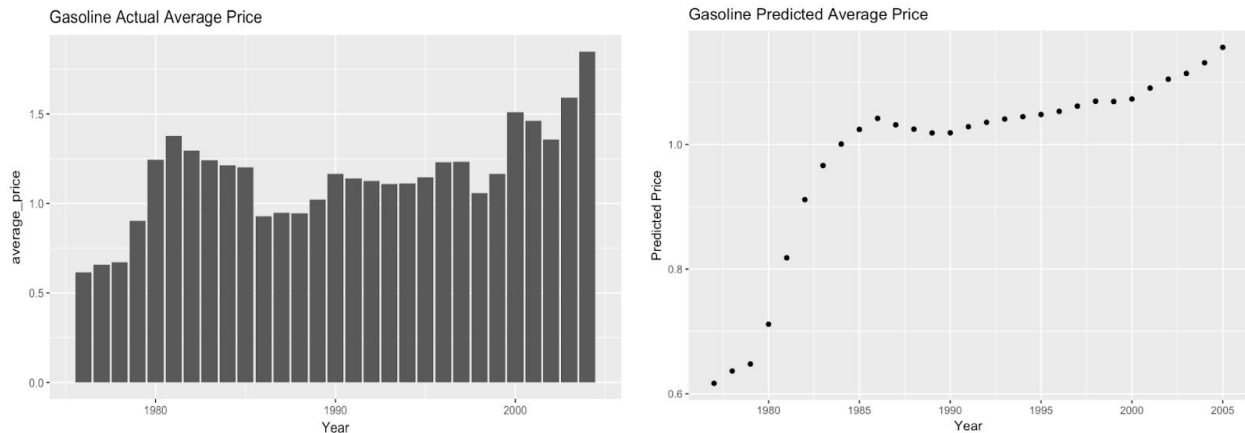 Gasoline Actual Average Price
average_price
1.5
1.0
0.5
0.0
1980 1990 2000
Year
Gasoline Predicted Average Price
Predicted Price
1.0
0.8
0.6
1980 1985 1990 1995 2000 2005
Year